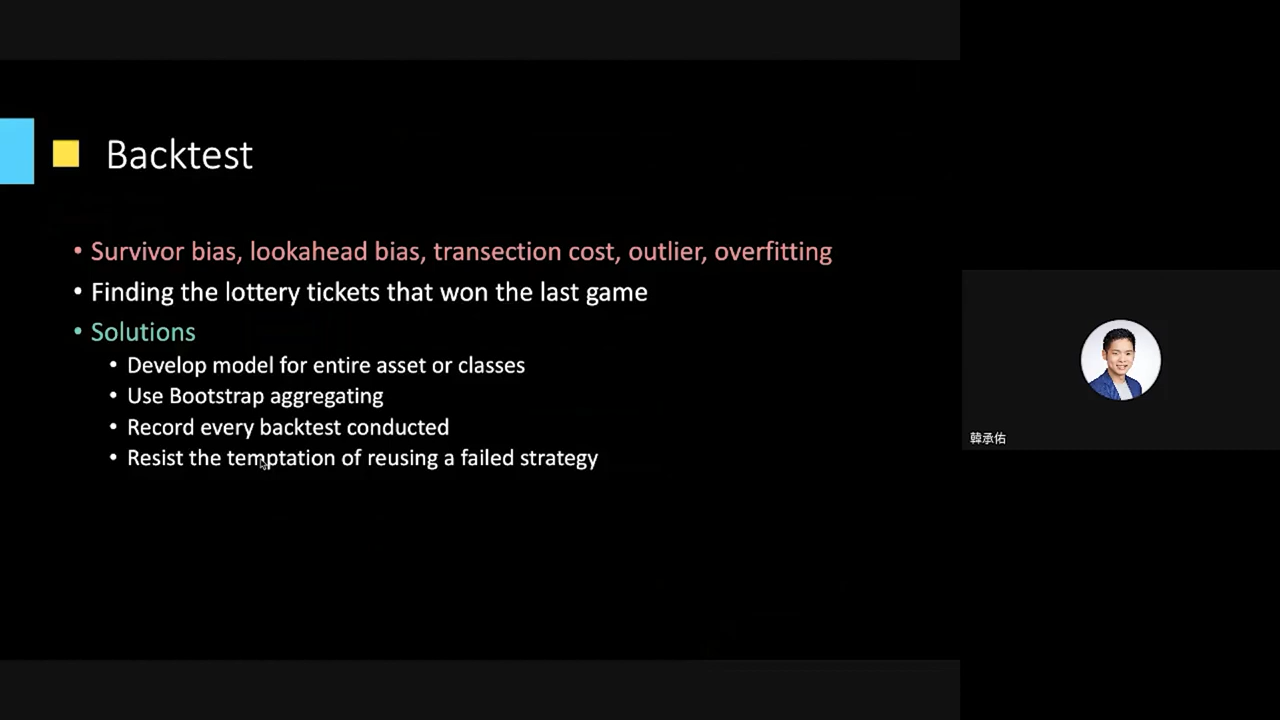 Backtest
• Survivor bias, lookahead bias, transection cost, outlier, overfitting
• Finding the lottery tickets that won the last game
• Solutions
• Develop model for entire asset or classes
• Use Bootstrap aggregating
• Record every backtest conducted
• Resist the temptation of reusing a failed strategy
韓承佑